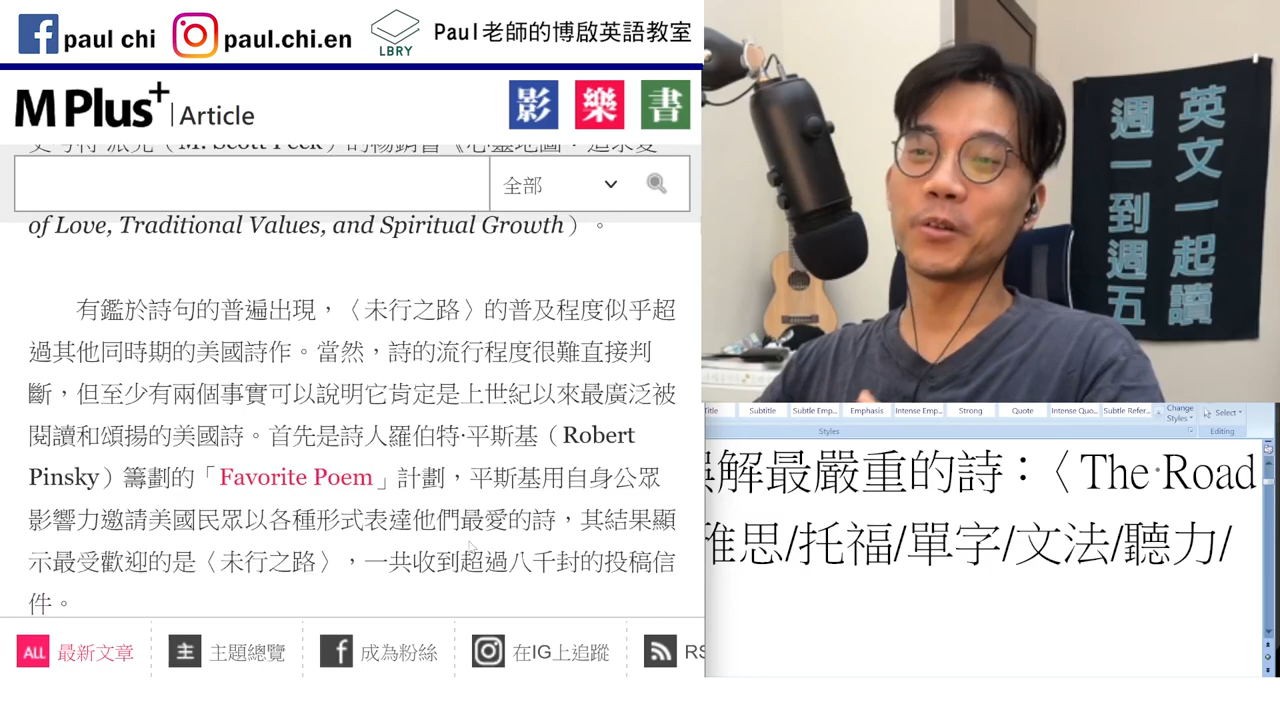 paul chi
paul.chi.en
LBRY
Paul老師的博啟英語教室
M Plus+
Article
影
樂
書
全部
of Love, Traditional Values, and Spiritual Growth）。
有鑑於詩句的普遍出現，〈未行之路〉的普及程度似乎超
過其他同時期的美國詩作。當然，詩的流行程度很難直接判
斷，但至少有兩個事實可以說明它肯定是上世紀以來最廣泛被
閱讀和頌揚的美國詩。首先是詩人羅伯特·平斯基（Robert
Pinsky）籌劃的「Favorite Poem」計劃，平斯基用自身公眾
影響力邀請美國民眾以各種形式表達他們最愛的詩，其結果顯
示最受歡迎的是〈未行之路〉，一共收到超過八千封的投稿信
件。
ALL 最新文章
主 主題總覽
成為粉絲
在IG上追蹤
RS
英文一起讀
週一到週五
Title Subtitle Subtle Emp... Emphasis Intense Emp... Strong Quote Intense Quo... Subtle Refer... Change Styles Select
Styles Editing
解最嚴重的詩：〈The Road
雅思/托福/單字/文法/聽力/